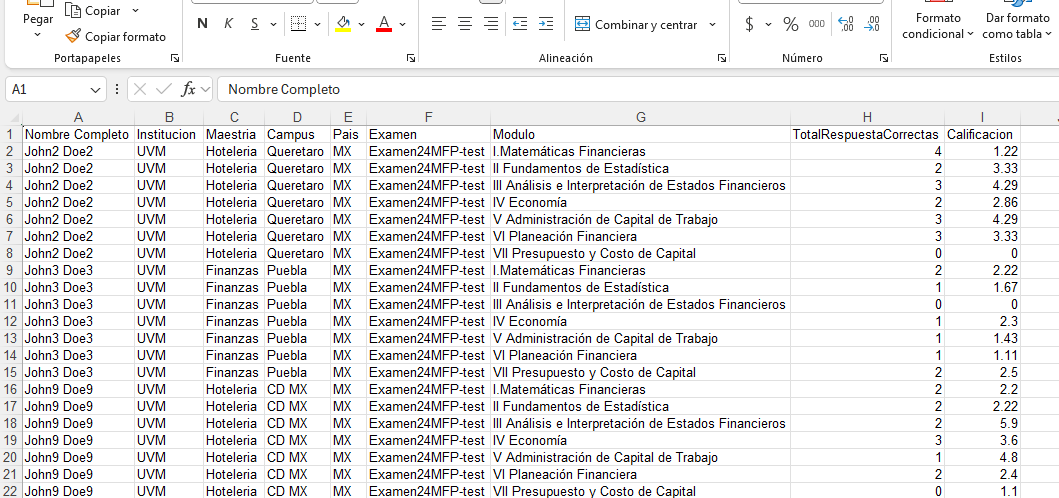 Pegar Copiar Copiar formato N K S A Combinar y centrar $ % 000 Formato condicional Dar formato como tabla
Portapapeles Fuente Alineación Número Estilos
A1 fx Nombre Completo
A B C D E F G H I
1 Nombre Completo Institucion Maestria Campus Pais Examen Modulo TotalRespuestaCorrectas Calificacion
2 John2 Doe2 UVM Hoteleria Queretaro MX Examen24MFP-test I.Matemáticas Financieras 4 1.22
3 John2 Doe2 UVM Hoteleria Queretaro MX Examen24MFP-test II Fundamentos de Estadística 2 3.33
4 John2 Doe2 UVM Hoteleria Queretaro MX Examen24MFP-test III Análisis e Interpretación de Estados Financieros 3 4.29
5 John2 Doe2 UVM Hoteleria Queretaro MX Examen24MFP-test IV Economía 2 2.86
6 John2 Doe2 UVM Hoteleria Queretaro MX Examen24MFP-test V Administración de Capital de Trabajo 3 4.29
7 John2 Doe2 UVM Hoteleria Queretaro MX Examen24MFP-test VI Planeación Financiera 3 3.33
8 John2 Doe2 UVM Hoteleria Queretaro MX Examen24MFP-test VII Presupuesto y Costo de Capital 0 0
9 John3 Doe3 UVM Finanzas Puebla MX Examen24MFP-test I.Matemáticas Financieras 2 2.22
10 John3 Doe3 UVM Finanzas Puebla MX Examen24MFP-test II Fundamentos de Estadística 1 1.67
11 John3 Doe3 UVM Finanzas Puebla MX Examen24MFP-test III Análisis e Interpretación de Estados Financieros 0 0
12 John3 Doe3 UVM Finanzas Puebla MX Examen24MFP-test IV Economía 1 2.3
13 John3 Doe3 UVM Finanzas Puebla MX Examen24MFP-test V Administración de Capital de Trabajo 1 1.43
14 John3 Doe3 UVM Finanzas Puebla MX Examen24MFP-test VI Planeación Financiera 1 1.11
15 John3 Doe3 UVM Finanzas Puebla MX Examen24MFP-test VII Presupuesto y Costo de Capital 2 2.5
16 John9 Doe9 UVM Hoteleria CD MX MX Examen24MFP-test I.Matemáticas Financieras 2 2.2
17 John9 Doe9 UVM Hoteleria CD MX MX Examen24MFP-test II Fundamentos de Estadística 2 2.22
18 John9 Doe9 UVM Hoteleria CD MX MX Examen24MFP-test III Análisis e Interpretación de Estados Financieros 2 5.9
19 John9 Doe9 UVM Hoteleria CD MX MX Examen24MFP-test IV Economía 3 3.6
20 John9 Doe9 UVM Hoteleria CD MX MX Examen24MFP-test V Administración de Capital de Trabajo 1 4.8
21 John9 Doe9 UVM Hoteleria CD MX MX Examen24MFP-test VI Planeación Financiera 2 2.4
22 John9 Doe9 UVM Hoteleria CD MX MX Examen24MFP-test VII Presupuesto y Costo de Capital 0 1.1